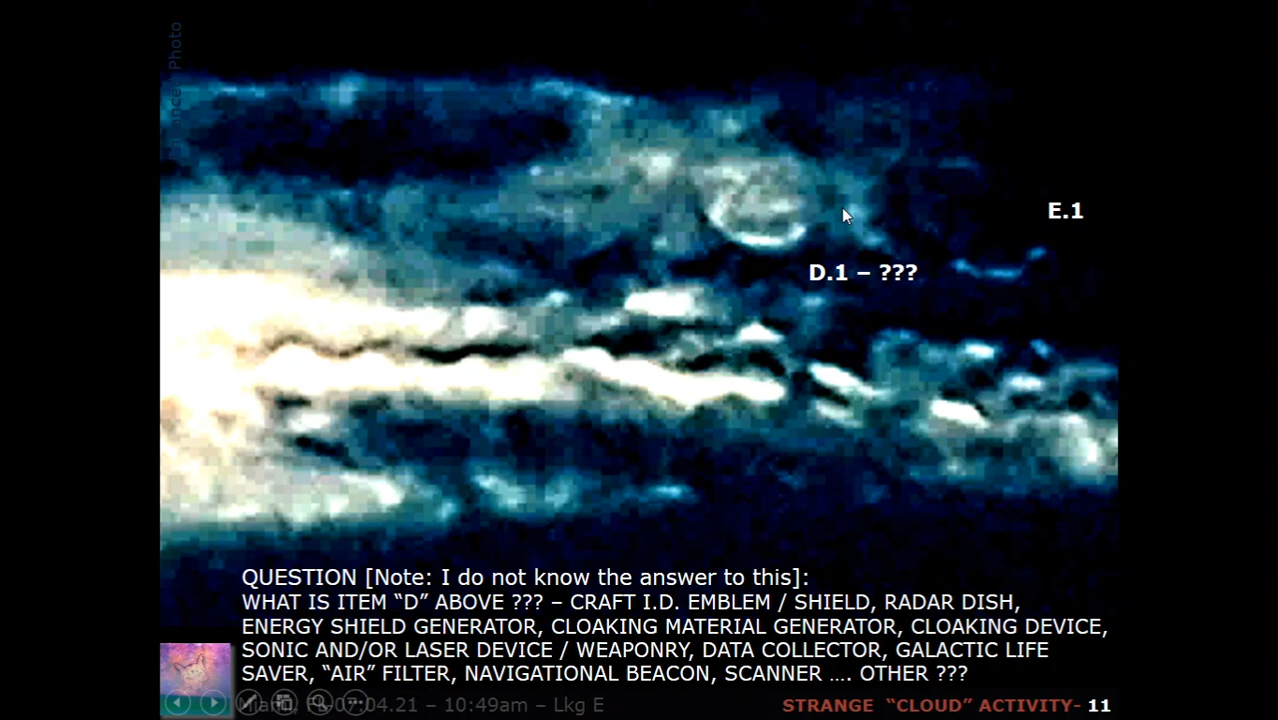 Photo
E.1
D.1 – ???
QUESTION [Note: I do not know the answer to this]:
WHAT IS ITEM “D” ABOVE ??? – CRAFT I.D. EMBLEM / SHIELD, RADAR DISH,
ENERGY SHIELD GENERATOR, CLOAKING MATERIAL GENERATOR, CLOAKING DEVICE,
SONIC AND/OR LASER DEVICE / WEAPONRY, DATA COLLECTOR, GALACTIC LIFE
SAVER, “AIR” FILTER, NAVIGATIONAL BEACON, SCANNER .... OTHER ???
Miami, 04.21 – 10:49am – Lkg E
STRANGE “CLOUD” ACTIVITY- 11